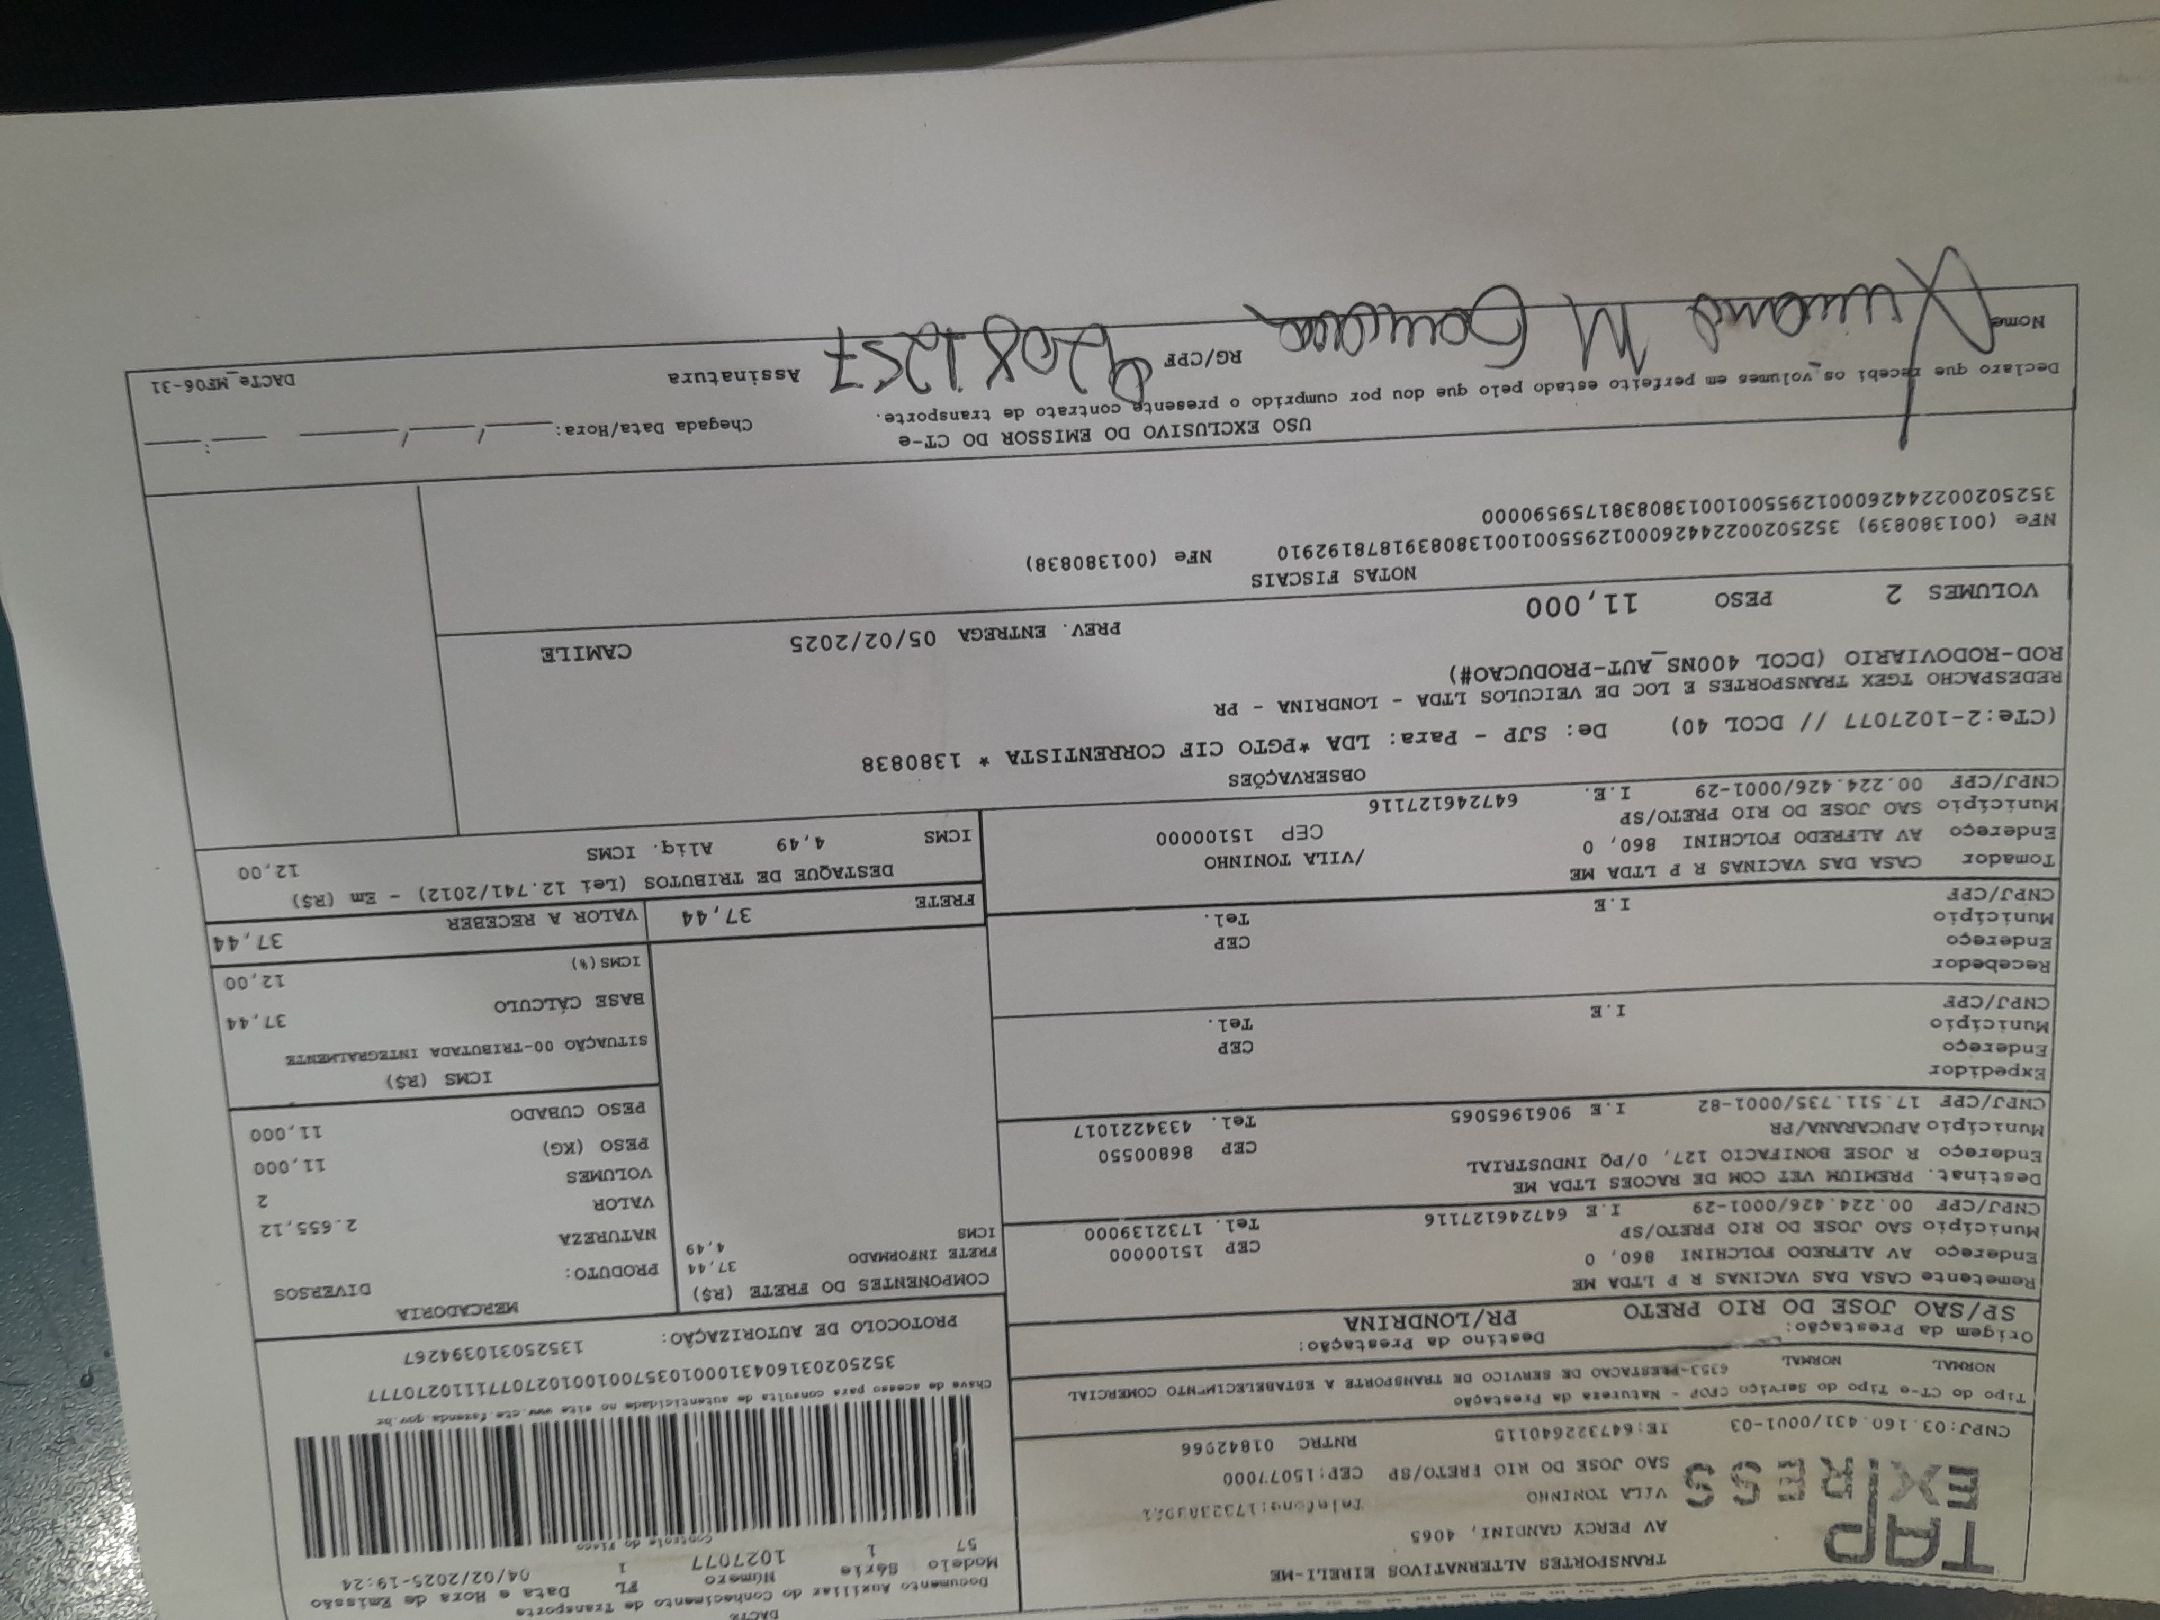 DACTE
Documento Auxiliar do Conhecimento de Transporte
Modelo Série Número FL Data e Hora de Emissão
57 1 1027077 1 04/02/2025-19:24
Controle do Fisco
TAP
EXPRESS
TRANSPORTES ALTERNATIVOS EIRELI-ME
AV PERCY GANDINI, 4065
VILA TONINHO
SAO JOSE DO RIO PRETO/SP CEP:15077000
CNPJ:03.160.431/0001-03 IE:647322640115 RNTRC 01842966
Chave de acesso para consulta de autenticidade no site www.cte.fazenda.gov.br
PROTOCOLO DE AUTORIZAÇÃO: 135250310394267
Tipo do CT-e Tipo do Serviço CFOP - Natureza da Prestação
NORMAL NORMAL 6353-PRESTACAO DE SERVICO DE TRANSPORTE A ESTABELECIMENTO COMERCIAL
Origem da Prestação: Destino da Prestação:
SP/SAO JOSE DO RIO PRETO PR/LONDRINA
Remetente CASA DAS VACINAS R P LTDA ME
Endereço AV ALFREDO FOLCHINI 860, 0 CEP 15100000
Município SAO JOSE DO RIO PRETO/SP Tel. 1732139000
CNPJ/CPF 00.224.426/0001-29 I.E 647246127116
Destinat. PREMIUM VET COM DE RACOES LTDA ME
Endereço R JOSE BONIFACIO 127, 0/PQ INDUSTRIAL
Município APUCARANA/PR CEP 86800550
CNPJ/CPF 17.511.735/0001-82 I.E 9061965065 Tel. 4334221017
Expedidor
Endereço CEP
Município Tel.
CNPJ/CPF I.E
Recebedor
Endereço CEP
Município Tel.
CNPJ/CPF I.E
Tomador CASA DAS VACINAS R P LTDA ME
Endereço AV ALFREDO FOLCHINI 860, 0 /VILA TONINHO
Município SAO JOSE DO RIO PRETO/SP CEP 15100000
CNPJ/CPF 00.224.426/0001-29 I.E. 647246127116
COMPONENTES DO FRETE (R$)
FRETE INFORMADO 37,44
ICMS 4,49
MERCADORIA
PRODUTO: DIVERSOS
NATUREZA
VALOR 2.655,12
VOLUMES 2
PESO (KG) 11,000
PESO CUBADO 11,000
ICMS (R$)
SITUAÇÃO 00-TRIBUTADA INTEGRALMENTE
BASE CÁLCULO 37,44
ICMS(%) 12,00
FRETE 37,44 VALOR A RECEBER 37,44
DESTAQUE DE TRIBUTOS (Lei 12.741/2012) - Em (R$)
ICMS 4,49 Aliq. ICMS 12,00
OBSERVAÇÕES
(CTe:2-1027077 // DCOL 40) De: SJP - Para: LDA *PGTO CIF CORRENTISTA * 1380838
REDESPACHO TGEX TRANSPORTES E LOC DE VEICULOS LTDA - LONDRINA - PR
ROD-RODOVIARIO (DCOL 400NS_AUT-PRODUCAO#)
PREV. ENTREGA 05/02/2025 CAMILE
VOLUMES 2 PESO 11,000
NOTAS FISCAIS
NFe (001380839) NFe (001380838)
USO EXCLUSIVO DO EMISSOR DO CT-e
Declaro que recebi os volumes em perfeito estado pelo que dou por cumprido o presente contrato de transporte.
Chegada Data/Hora: ____/____/____ ____:____
Nome RG/CPF 92081257 Assinatura
DACTe_MF06-31